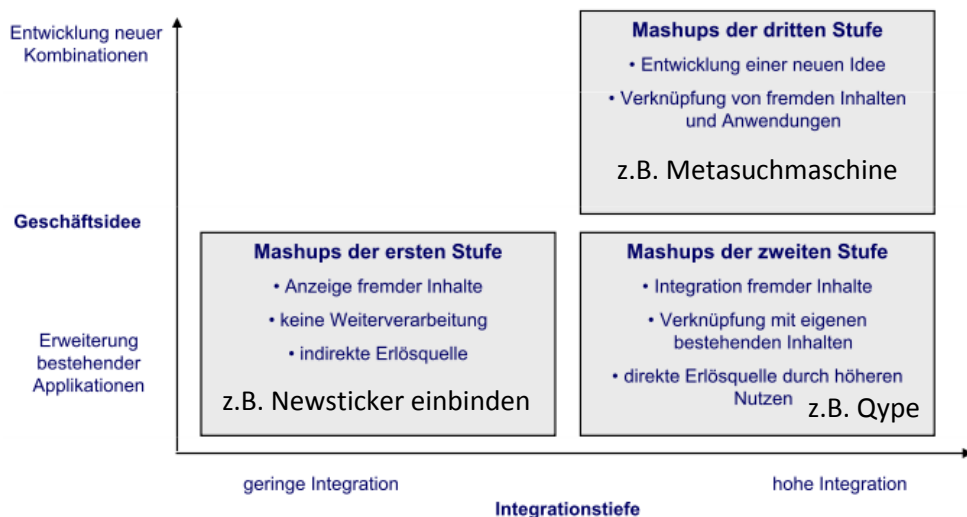 Entwicklung neuer
Kombinationen
Mashups der dritten Stufe
• Entwicklung einer neuen Idee
• Verknüpfung von fremden Inhalten
und Anwendungen
z.B. Metasuchmaschine
Geschäftsidee
Mashups der ersten Stufe
• Anzeige fremder Inhalte
• keine Weiterverarbeitung
• indirekte Erlösquelle
z.B. Newsticker einbinden
Mashups der zweiten Stufe
• Integration fremder Inhalte
• Verknüpfung mit eigenen
bestehenden Inhalten
• direkte Erlösquelle durch höheren
Nutzen
z.B. Qype
Erweiterung
bestehender
Applikationen
geringe Integration
hohe Integration
Integrationstiefe